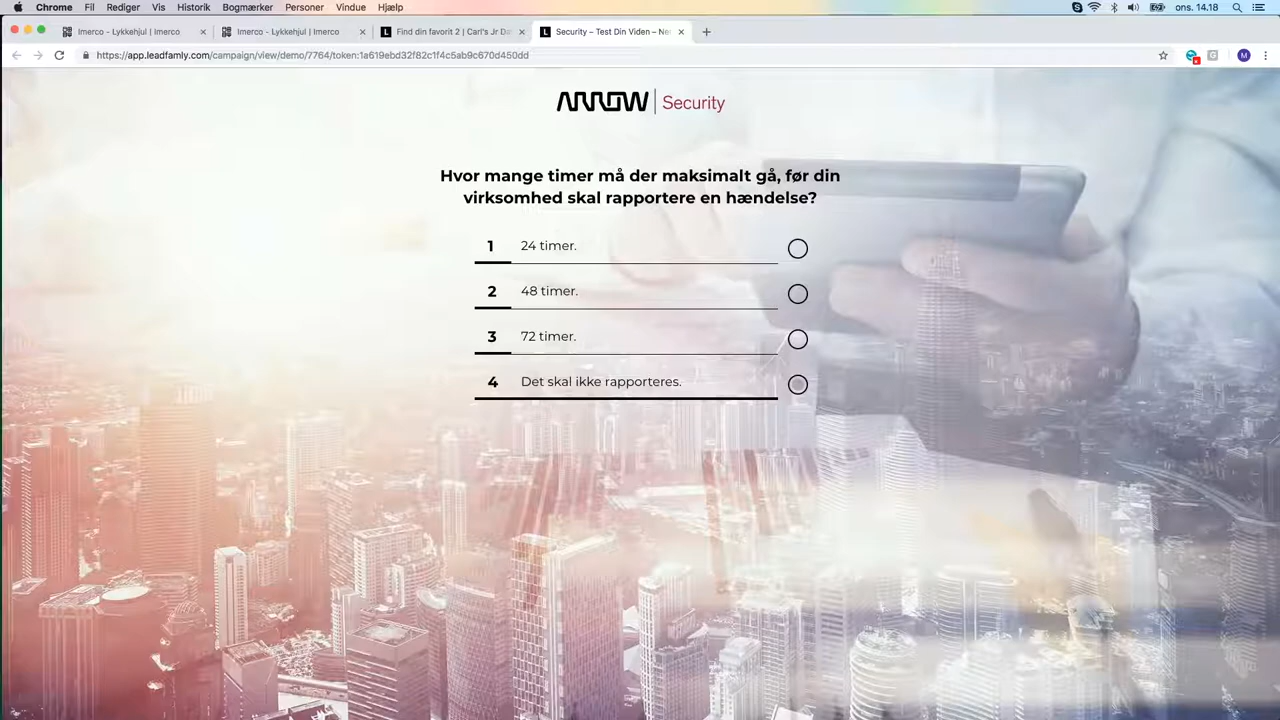 Chrome Fil Rediger Vis Historik Bogmærker Personer Vindue Hjælp ons. 14.18
Imerco - Lykkehjul | Imerco
Imerco - Lykkehjul | Imerco
Find din favorit 2 | Carl's Jr Da
Security – Test Din Viden – Ne
https://app.leadfamly.com/campaign/view/demo/7764/token:1a619ebd32f82c1f4c5ab9c670d450dd
M
ARROW Security
Hvor mange timer må der maksimalt gå, før din
virksomhed skal rapportere en hændelse?
1 24 timer.
2 48 timer.
3 72 timer.
4 Det skal ikke rapporteres.